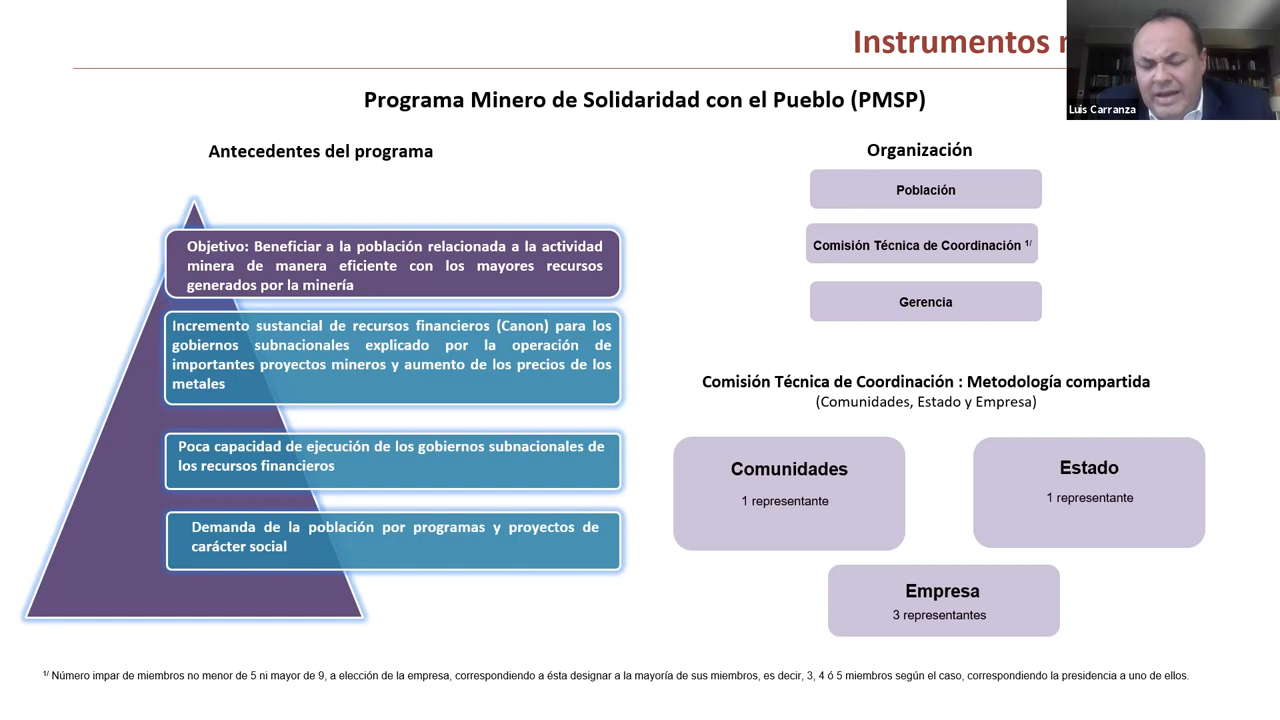 Instrumentos
Luis Carranza
Programa Minero de Solidaridad con el Pueblo (PMSP)
Antecedentes del programa
Objetivo: Beneficiar a la población relacionada a la actividad
minera de manera eficiente con los mayores recursos
generados por la minería
Incremento sustancial de recursos financieros (Canon) para los
gobiernos subnacionales explicado por la operación de
importantes proyectos mineros y aumento de los precios de los
metales
Poca capacidad de ejecución de los gobiernos subnacionales de
los recursos financieros
Demanda de la población por programas y proyectos de
carácter social
Organización
Población
Comisión Técnica de Coordinación 1/
Gerencia
Comisión Técnica de Coordinación : Metodología compartida
(Comunidades, Estado y Empresa)
Comunidades
1 representante
Estado
1 representante
Empresa
3 representantes
1/ Número impar de miembros no menor de 5 ni mayor de 9, a elección de la empresa, correspondiendo a ésta designar a la mayoría de sus miembros, es decir, 3, 4 ó 5 miembros según el caso, correspondiendo la presidencia a uno de ellos.